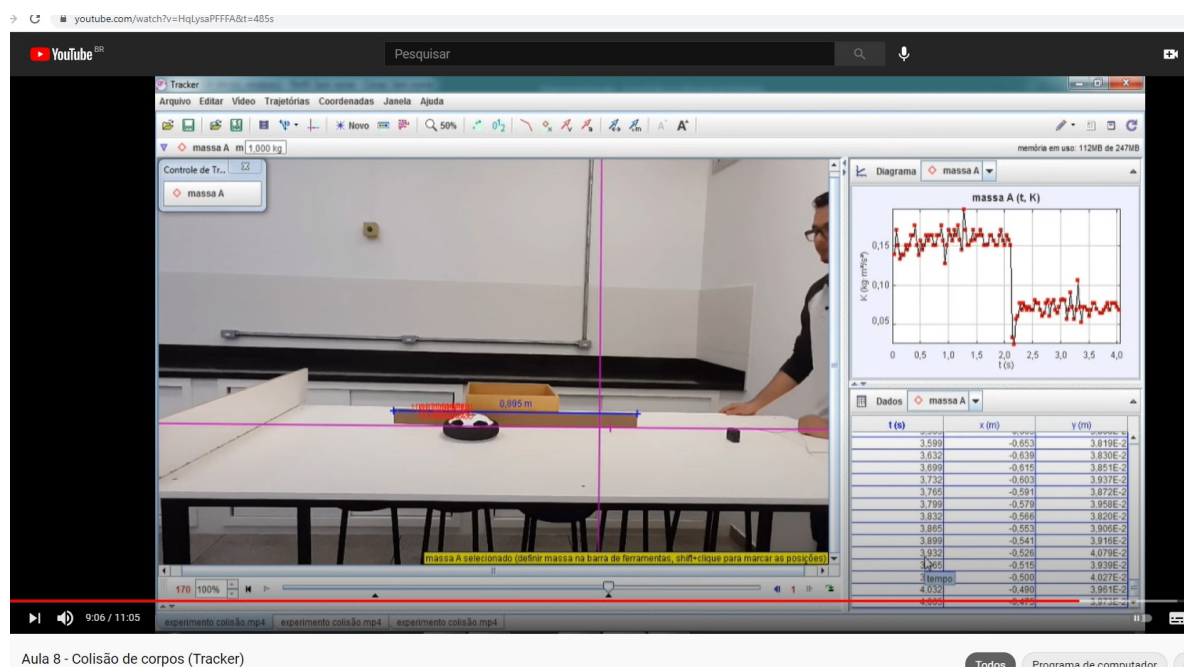 youtube.com/watch?v=HqLysaPFFFA&t=485s
YouTube BR
Pesquisar
Tracker
Arquivo Editar Vídeo Trajetórias Coordenadas Janela Ajuda
Novo 50%
massa A m 1,000 kg
memória em uso: 112MB de 247MB
Controle de Tr...
massa A
0,695 m
massa A selecionado (definir massa na barra de ferramentas, shift+clique para marcar as posições)
170 100%
1
Diagrama massa A
massa A (t, K)
K (kg·m²/s²)
0,15
0,10
0,05
0 0,5 1,0 1,5 2,0 2,5 3,0 3,5 4,0
t (s)
Dados massa A
t (s) x (m) y (m)
3,599 -0,653 3,819E-2
3,632 -0,639 3,830E-2
3,699 -0,615 3,851E-2
3,732 -0,603 3,937E-2
3,765 -0,591 3,872E-2
3,799 -0,579 3,958E-2
3,832 -0,566 3,820E-2
3,865 -0,553 3,906E-2
3,899 -0,541 3,916E-2
3,932 -0,526 4,079E-2
-0,515 3,939E-2
tempo -0,500 4,027E-2
4,032 -0,490 3,961E-2
9:06 / 11:05
experimento colisão.mp4 experimento colisão.mp4 experimento colisão.mp4
Aula 8 - Colisão de corpos (Tracker)
Todos Programa de computador